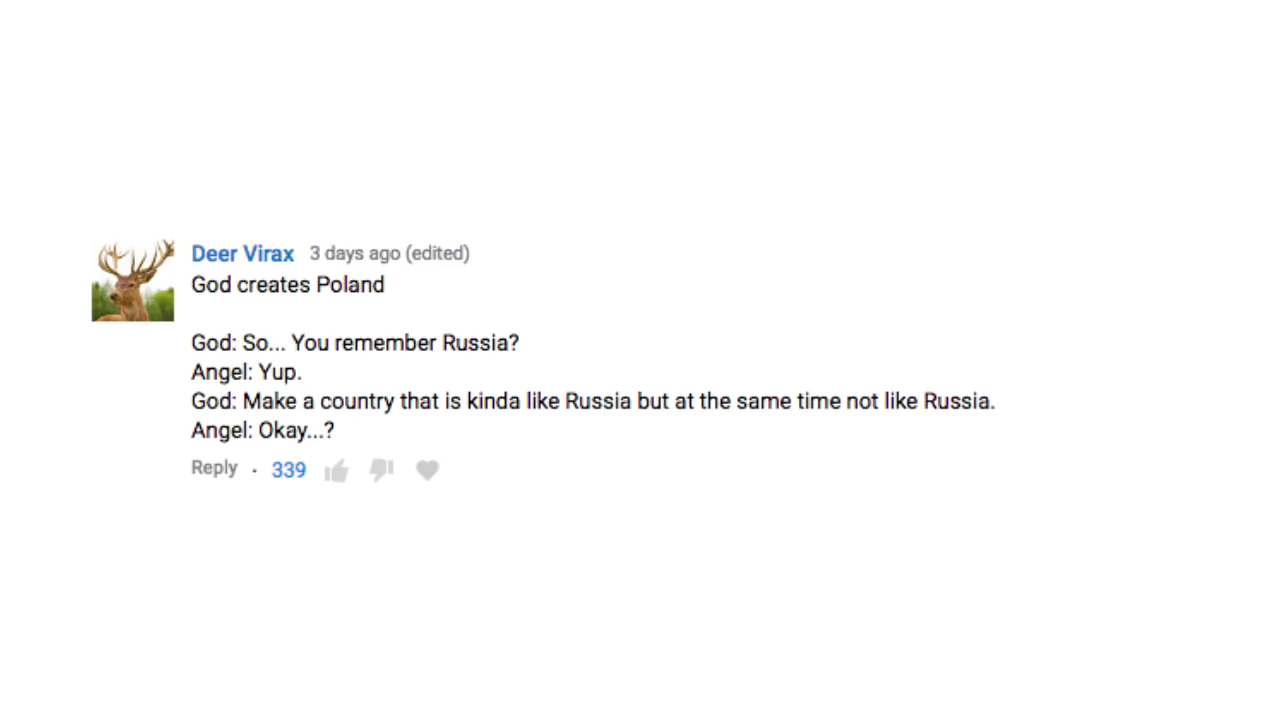 Deer Virax 3 days ago (edited)
God creates Poland
God: So... You remember Russia?
Angel: Yup.
God: Make a country that is kinda like Russia but at the same time not like Russia.
Angel: Okay...?
Reply · 339